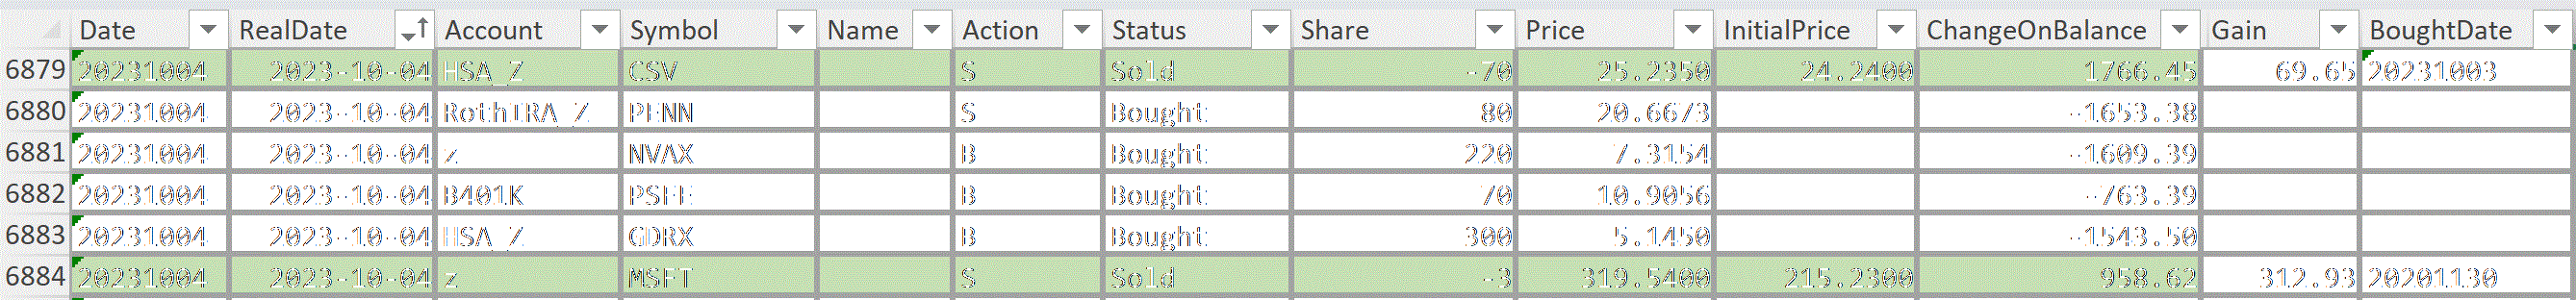 Date RealDate Account Symbol Name Action Status Share Price InitialPrice ChangeOnBalance Gain BoughtDate
6879 20231004 2023-10-04 HSA_Z CSV S Sold -70 25.2350 24.2400 1766.45 69.65 20231003
6880 20231004 2023-10-04 RothIRA_Z PENN S Bought 80 20.6673 -1653.38
6881 20231004 2023-10-04 z NVAX B Bought 220 7.3154 -1609.39
6882 20231004 2023-10-04 B401K PSFE B Bought 70 10.9056 -763.39
6883 20231004 2023-10-04 HSA_Z GDRX B Bought 300 5.1450 -1543.50
6884 20231004 2023-10-04 z MSFT S Sold -3 319.5400 215.2300 958.62 312.93 20201130